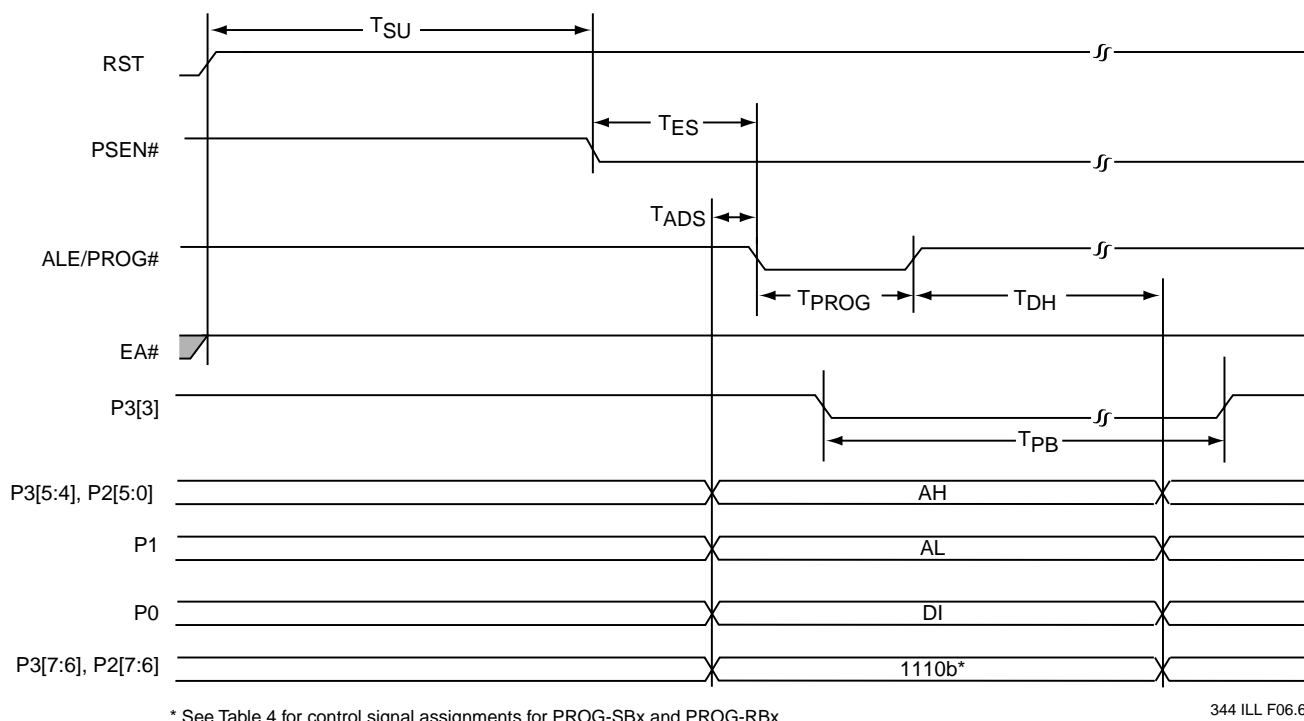 TSU
RST
TES
PSEN#
TADS
ALE/PROG#
TPROG
TDH
EA#
P3[3]
TPB
P3[5:4], P2[5:0]
AH
P1
AL
P0
DI
P3[7:6], P2[7:6]
1110b*
* See Table 4 for control signal assignments for PROG-SBx and PROG-RBx
344 ILL F06.6